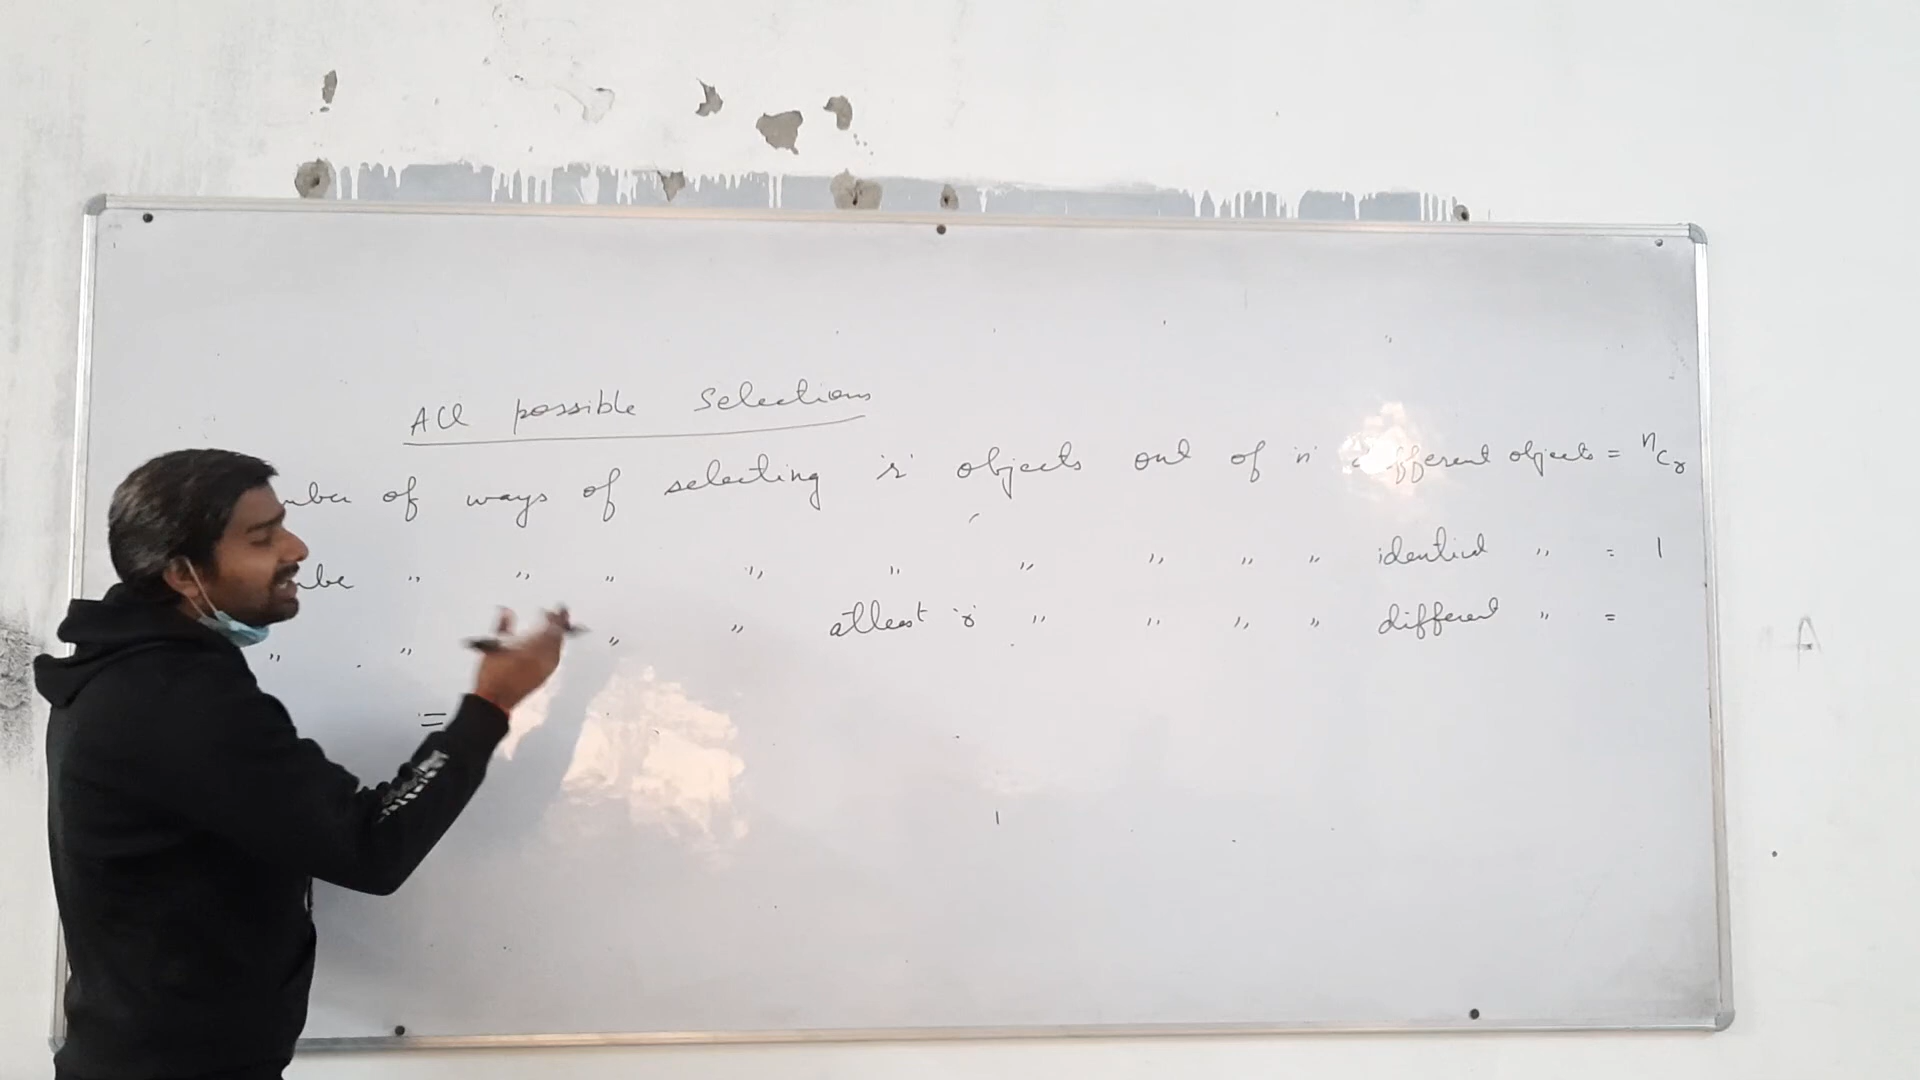 All possible Selections
mber of ways of selecting 'r' objects out of 'n' different objects = ⁿCᵣ
mbe " " " " " " " " " identical " = 1
" " " " atleast 'r' " " " " different " =
=
A